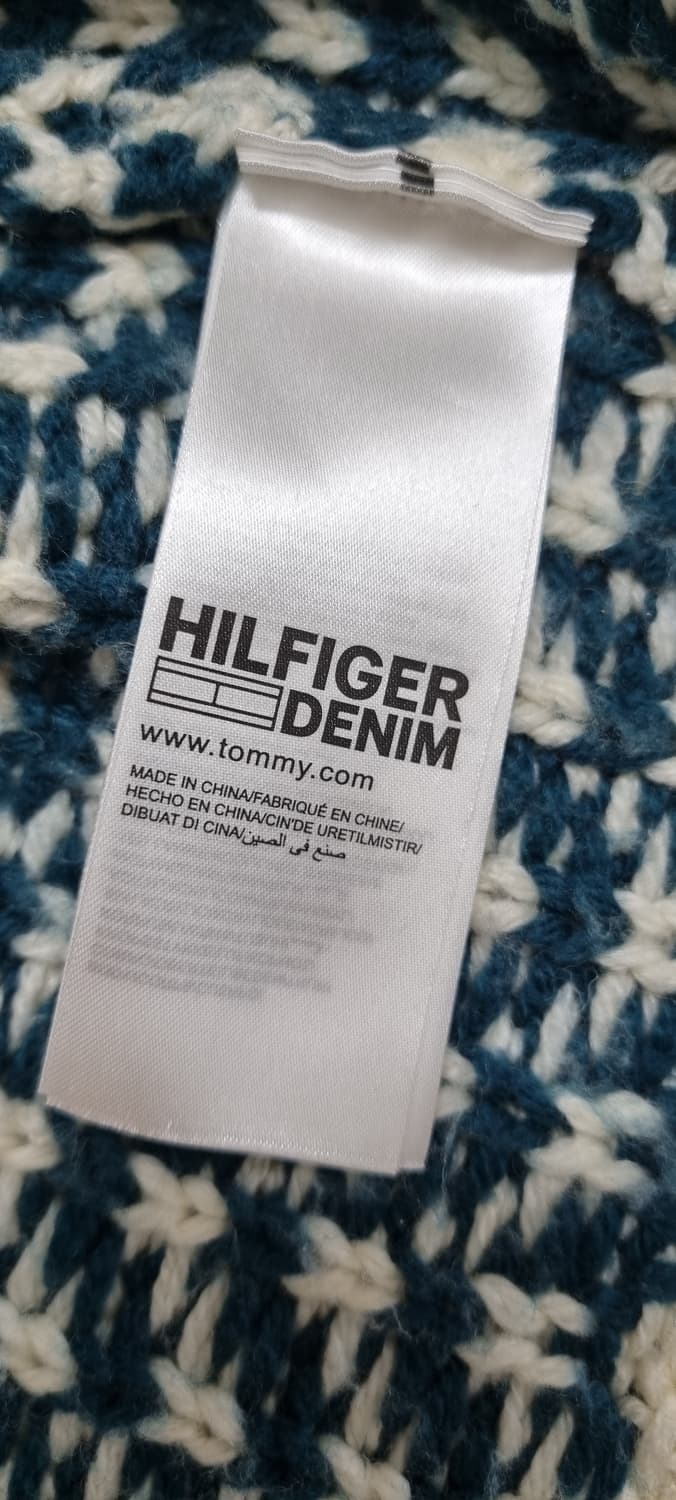 HILFIGER
DENIM
www.tommy.com
MADE IN CHINA/FABRIQUÉ EN CHINE/
HECHO EN CHINA/CIN'DE URETILMISTIR/
DIBUAT DI CINA/صنع في الصين